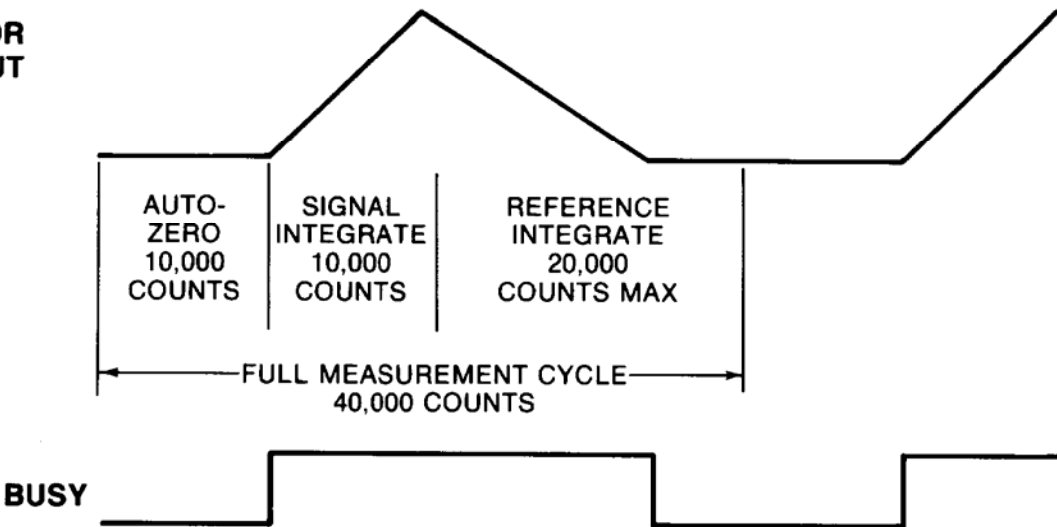 OR
UT
AUTO-
ZERO
10,000
COUNTS
SIGNAL
INTEGRATE
10,000
COUNTS
REFERENCE
INTEGRATE
20,000
COUNTS MAX
FULL MEASUREMENT CYCLE
40,000 COUNTS
BUSY